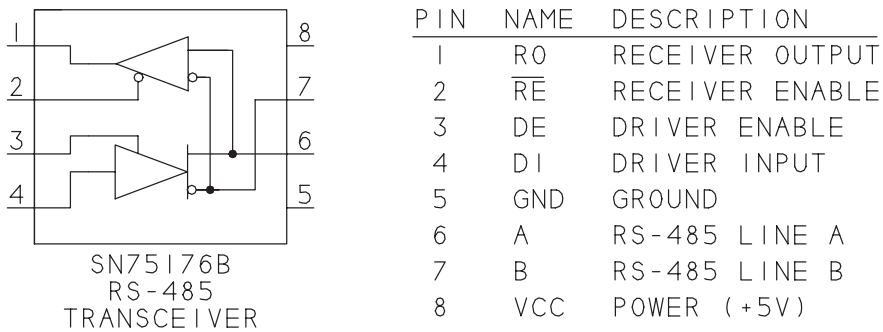 1
2
3
4
8
7
6
5
SN75176B
RS-485
TRANSCEIVER
PIN NAME DESCRIPTION
1 RO RECEIVER OUTPUT
2 R̅E̅ RECEIVER ENABLE
3 DE DRIVER ENABLE
4 DI DRIVER INPUT
5 GND GROUND
6 A RS-485 LINE A
7 B RS-485 LINE B
8 VCC POWER (+5V)